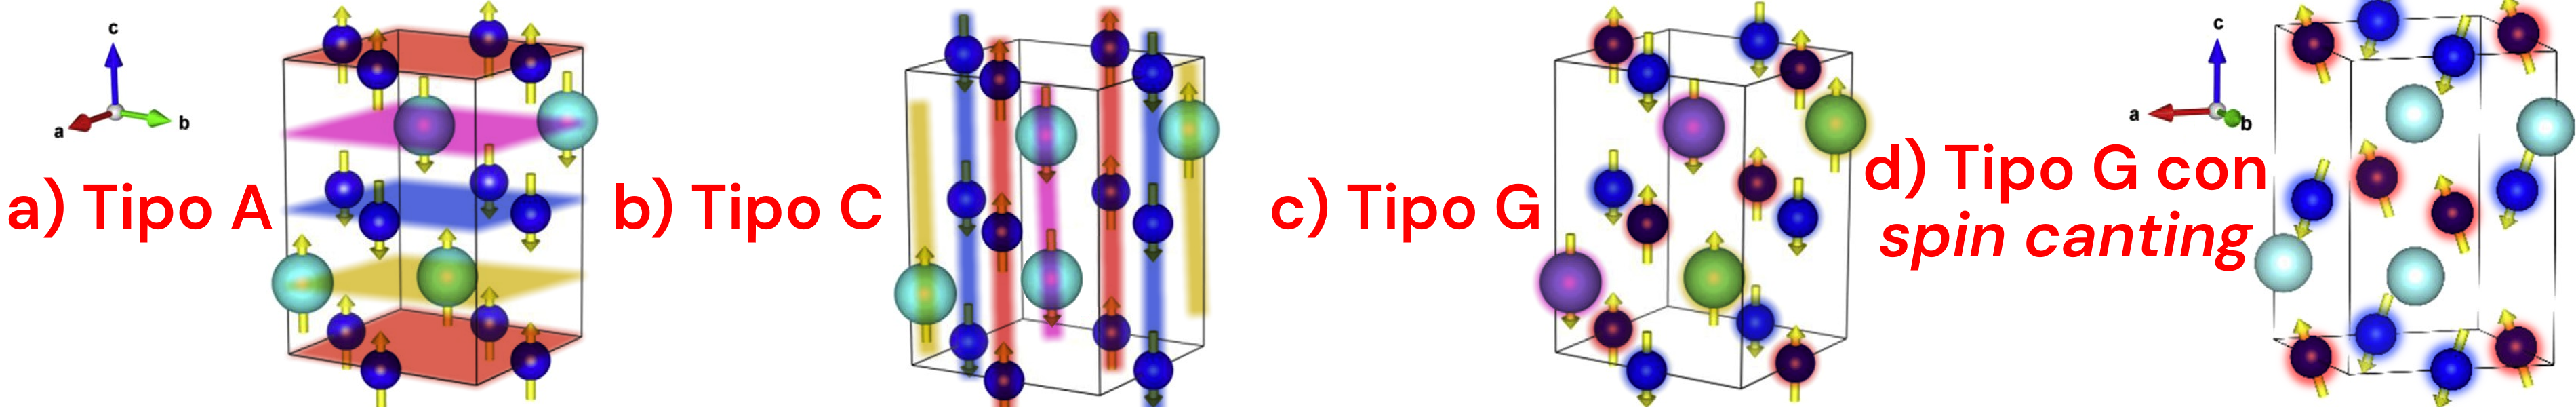 c
a
b
a) Tipo A
b) Tipo C
c) Tipo G
d) Tipo G con
spin canting
c
a
b